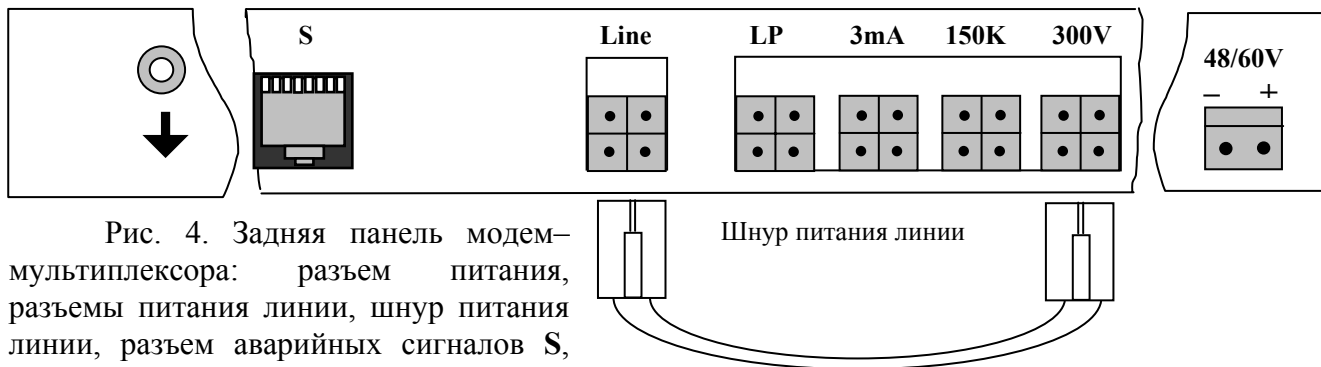 S Line LP 3mA 150K 300V
48/60V
– +
Шнур питания линии
Рис. 4. Задняя панель модем–
мультиплексора: разъем питания,
разъемы питания линии, шнур питания
линии, разъем аварийных сигналов S,